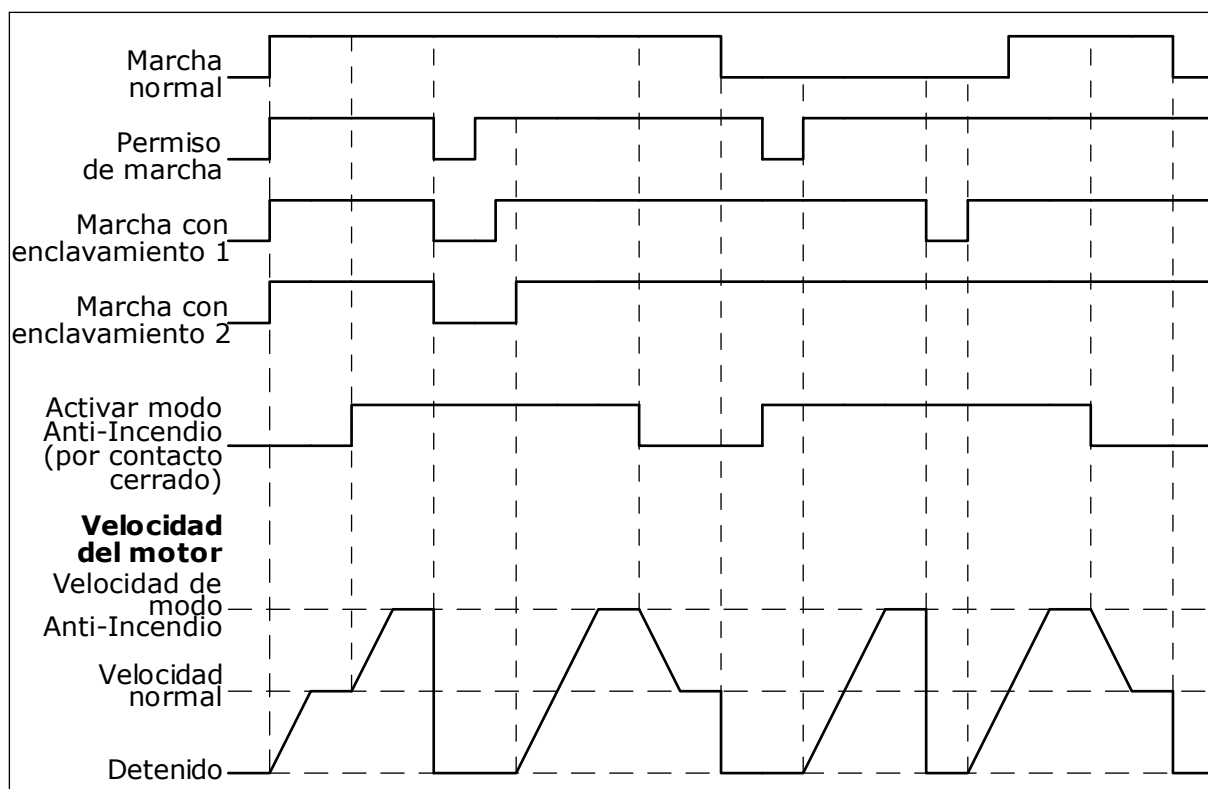 Marcha
normal
Permiso
de marcha
Marcha con
enclavamiento 1
Marcha con
enclavamiento 2
Activar modo
Anti-Incendio
(por contacto
cerrado)
Velocidad
del motor
Velocidad de
modo
Anti-Incendio
Velocidad
normal
Detenido